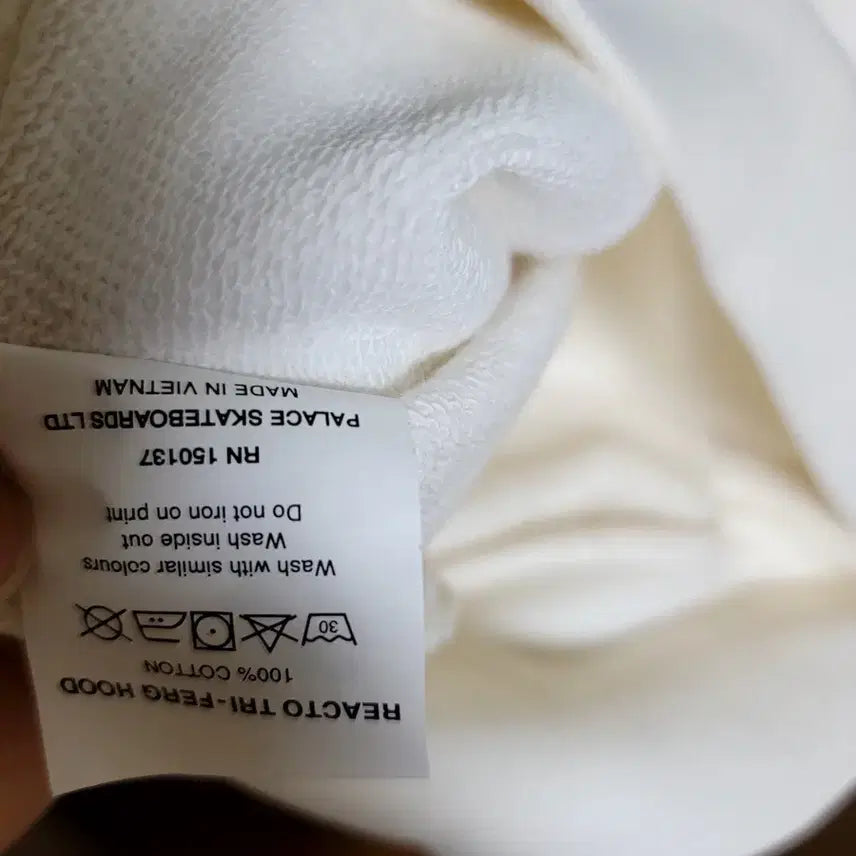 REACTO TRI-FERG HOOD
100% COTTON
30
Wash with similar colours
Wash inside out
Do not iron on print
RN 150137
PALACE SKATEBOARDS LTD
MADE IN VIETNAM